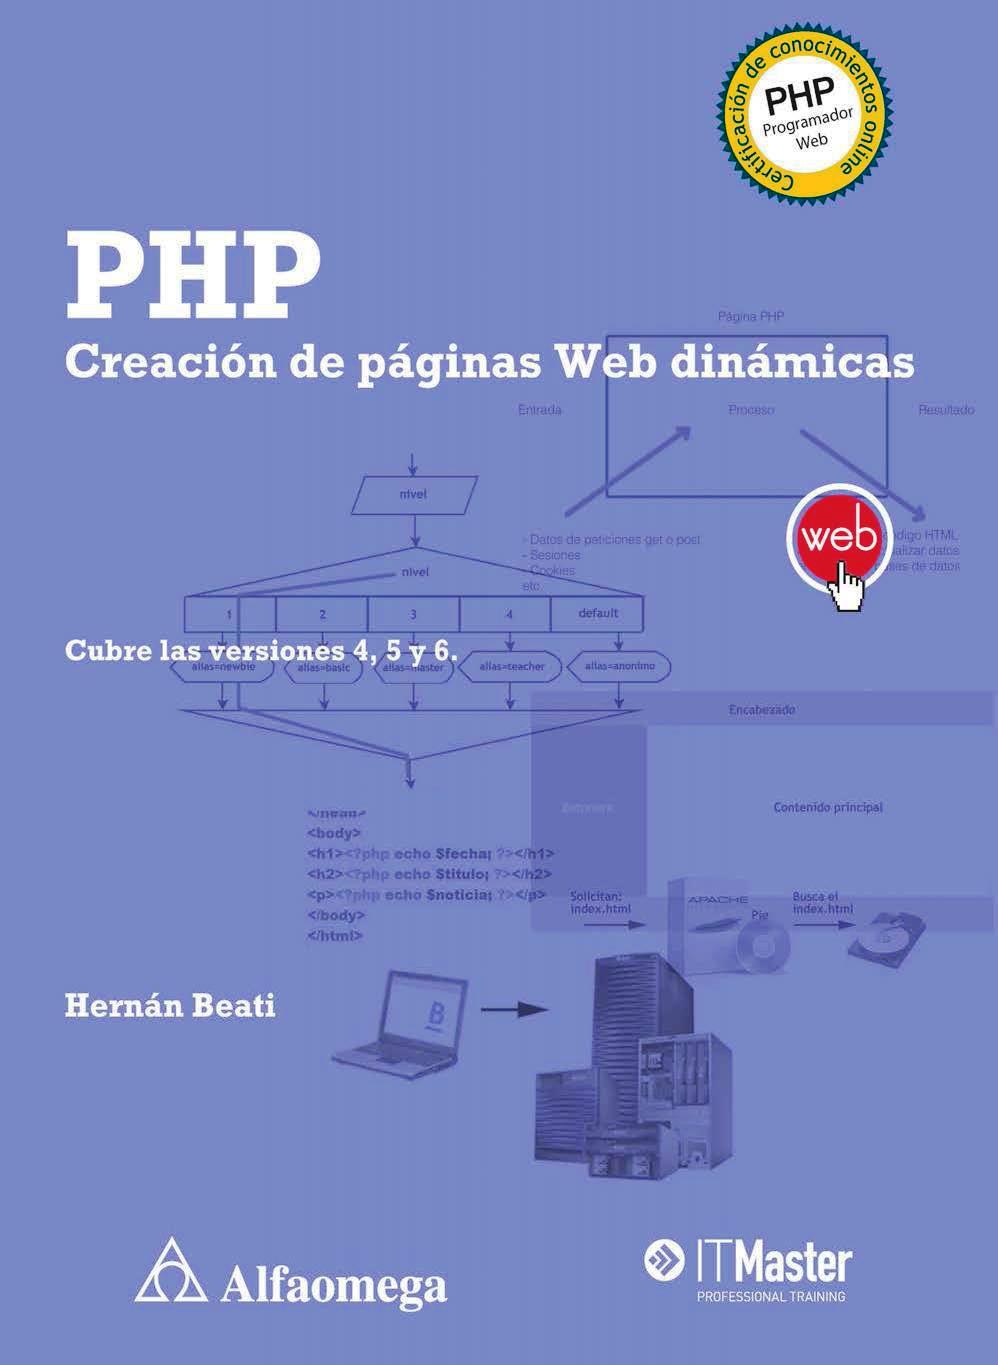 Certificación de conocimientos online
PHP
Programador
Web
PHP
Creación de páginas Web dinámicas
Página PHP
Entrada
Proceso
Resultado
nivel
- Datos de peticiones get o post
- Sesiones
- Cookies
etc
web
HTML
datos
de datos
nivel
1
2
3
4
default
Cubre las versiones 4, 5 y 6.
alias=newbie
alias=basic
alias=master
alias=teacher
alias=anonimo
Encabezado
Contenido principal
<body>
<h1><?php echo $fecha; ?></h1>
<h2><?php echo $titulo; ?></h2>
<p><?php echo $noticia; ?></p>
</body>
</html>
Solicitan:
index.html
APACHE
Pie
Busca el
index.html
Hernán Beati
B
Alfaomega
ITMaster
PROFESSIONAL TRAINING